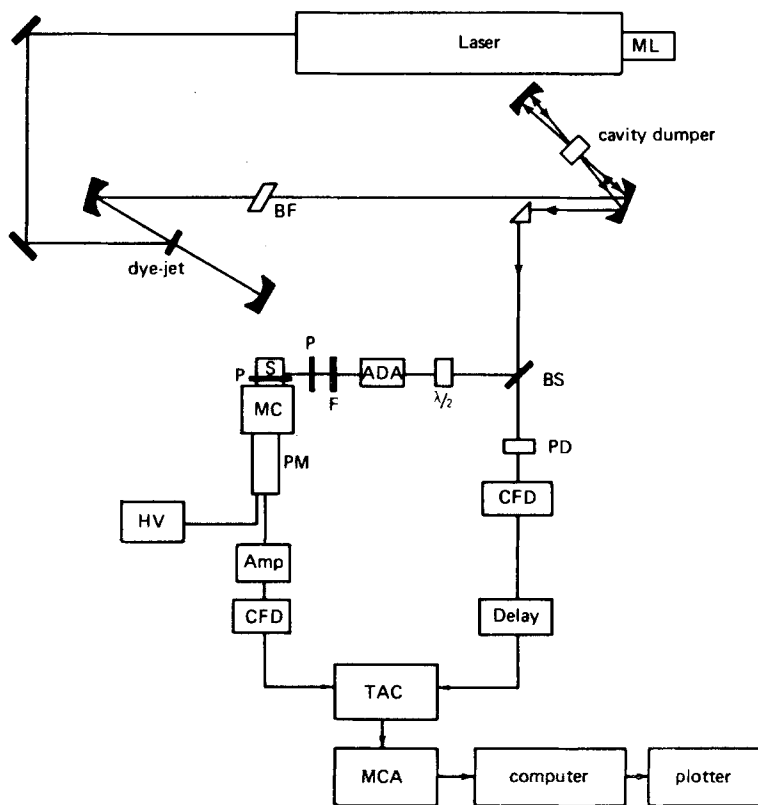 Laser
ML
cavity dumper
BF
dye-jet
P
S
P
F
ADA
λ/2
BS
MC
PM
PD
CFD
HV
Amp
CFD
Delay
TAC
MCA
computer
plotter